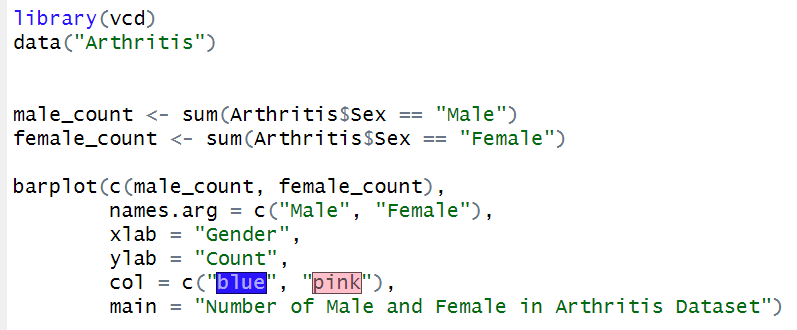 library(vcd)
data("Arthritis")
male_count <- sum(Arthritis$Sex == "Male")
female_count <- sum(Arthritis$Sex == "Female")
barplot(c(male_count, female_count),
        names.arg = c("Male", "Female"),
        xlab = "Gender",
        ylab = "Count",
        col = c("blue", "pink"),
        main = "Number of Male and Female in Arthritis Dataset")